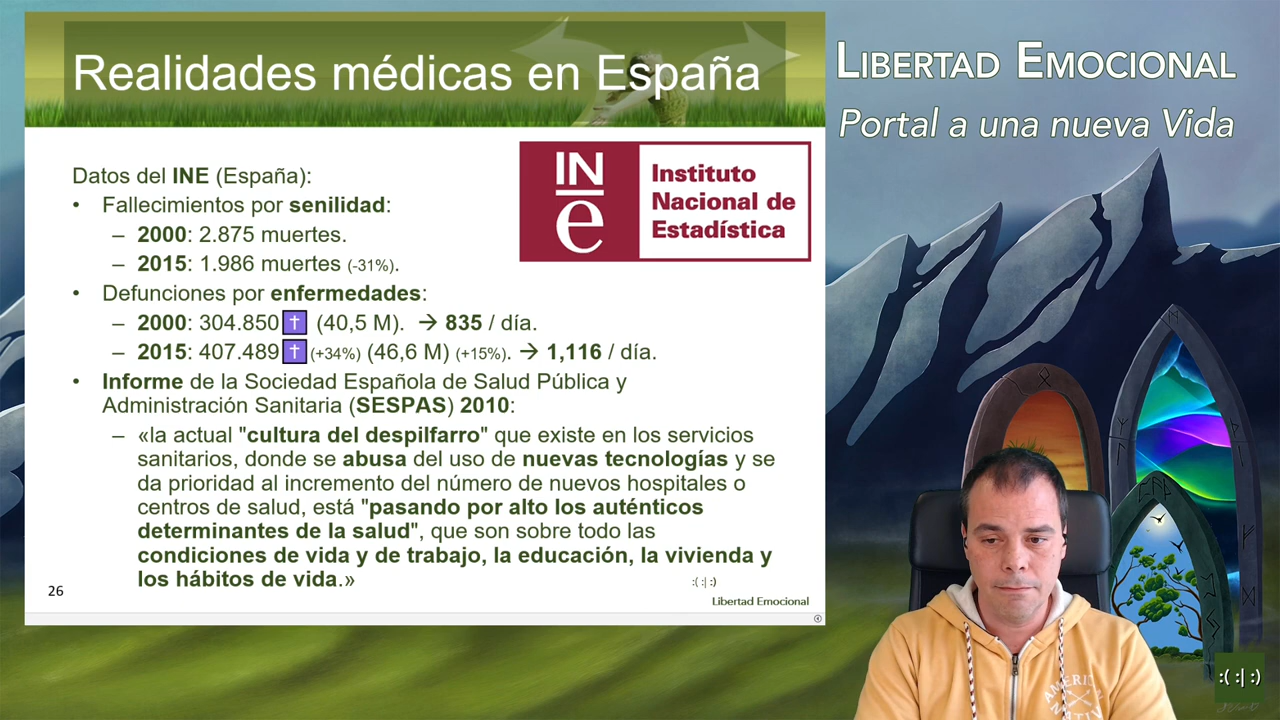 Realidades médicas en España
LIBERTAD EMOCIONAL
Portal a una nueva Vida
Datos del INE (España):
IN
e
Instituto
Nacional de
Estadística
• Fallecimientos por senilidad:
– 2000: 2.875 muertes.
– 2015: 1.986 muertes (-31%).
• Defunciones por enfermedades:
– 2000: 304.850 ✝ (40,5 M). → 835 / día.
– 2015: 407.489 ✝ (+34%) (46,6 M) (+15%). → 1,116 / día.
• Informe de la Sociedad Española de Salud Pública y
Administración Sanitaria (SESPAS) 2010:
– «la actual "cultura del despilfarro" que existe en los servicios
sanitarios, donde se abusa del uso de nuevas tecnologías y se
da prioridad al incremento del número de nuevos hospitales o
centros de salud, está "pasando por alto los auténticos
determinantes de la salud", que son sobre todo las
condiciones de vida y de trabajo, la educación, la vivienda y
los hábitos de vida.»
26
:( :| :)
Libertad Emocional
:( :| :)